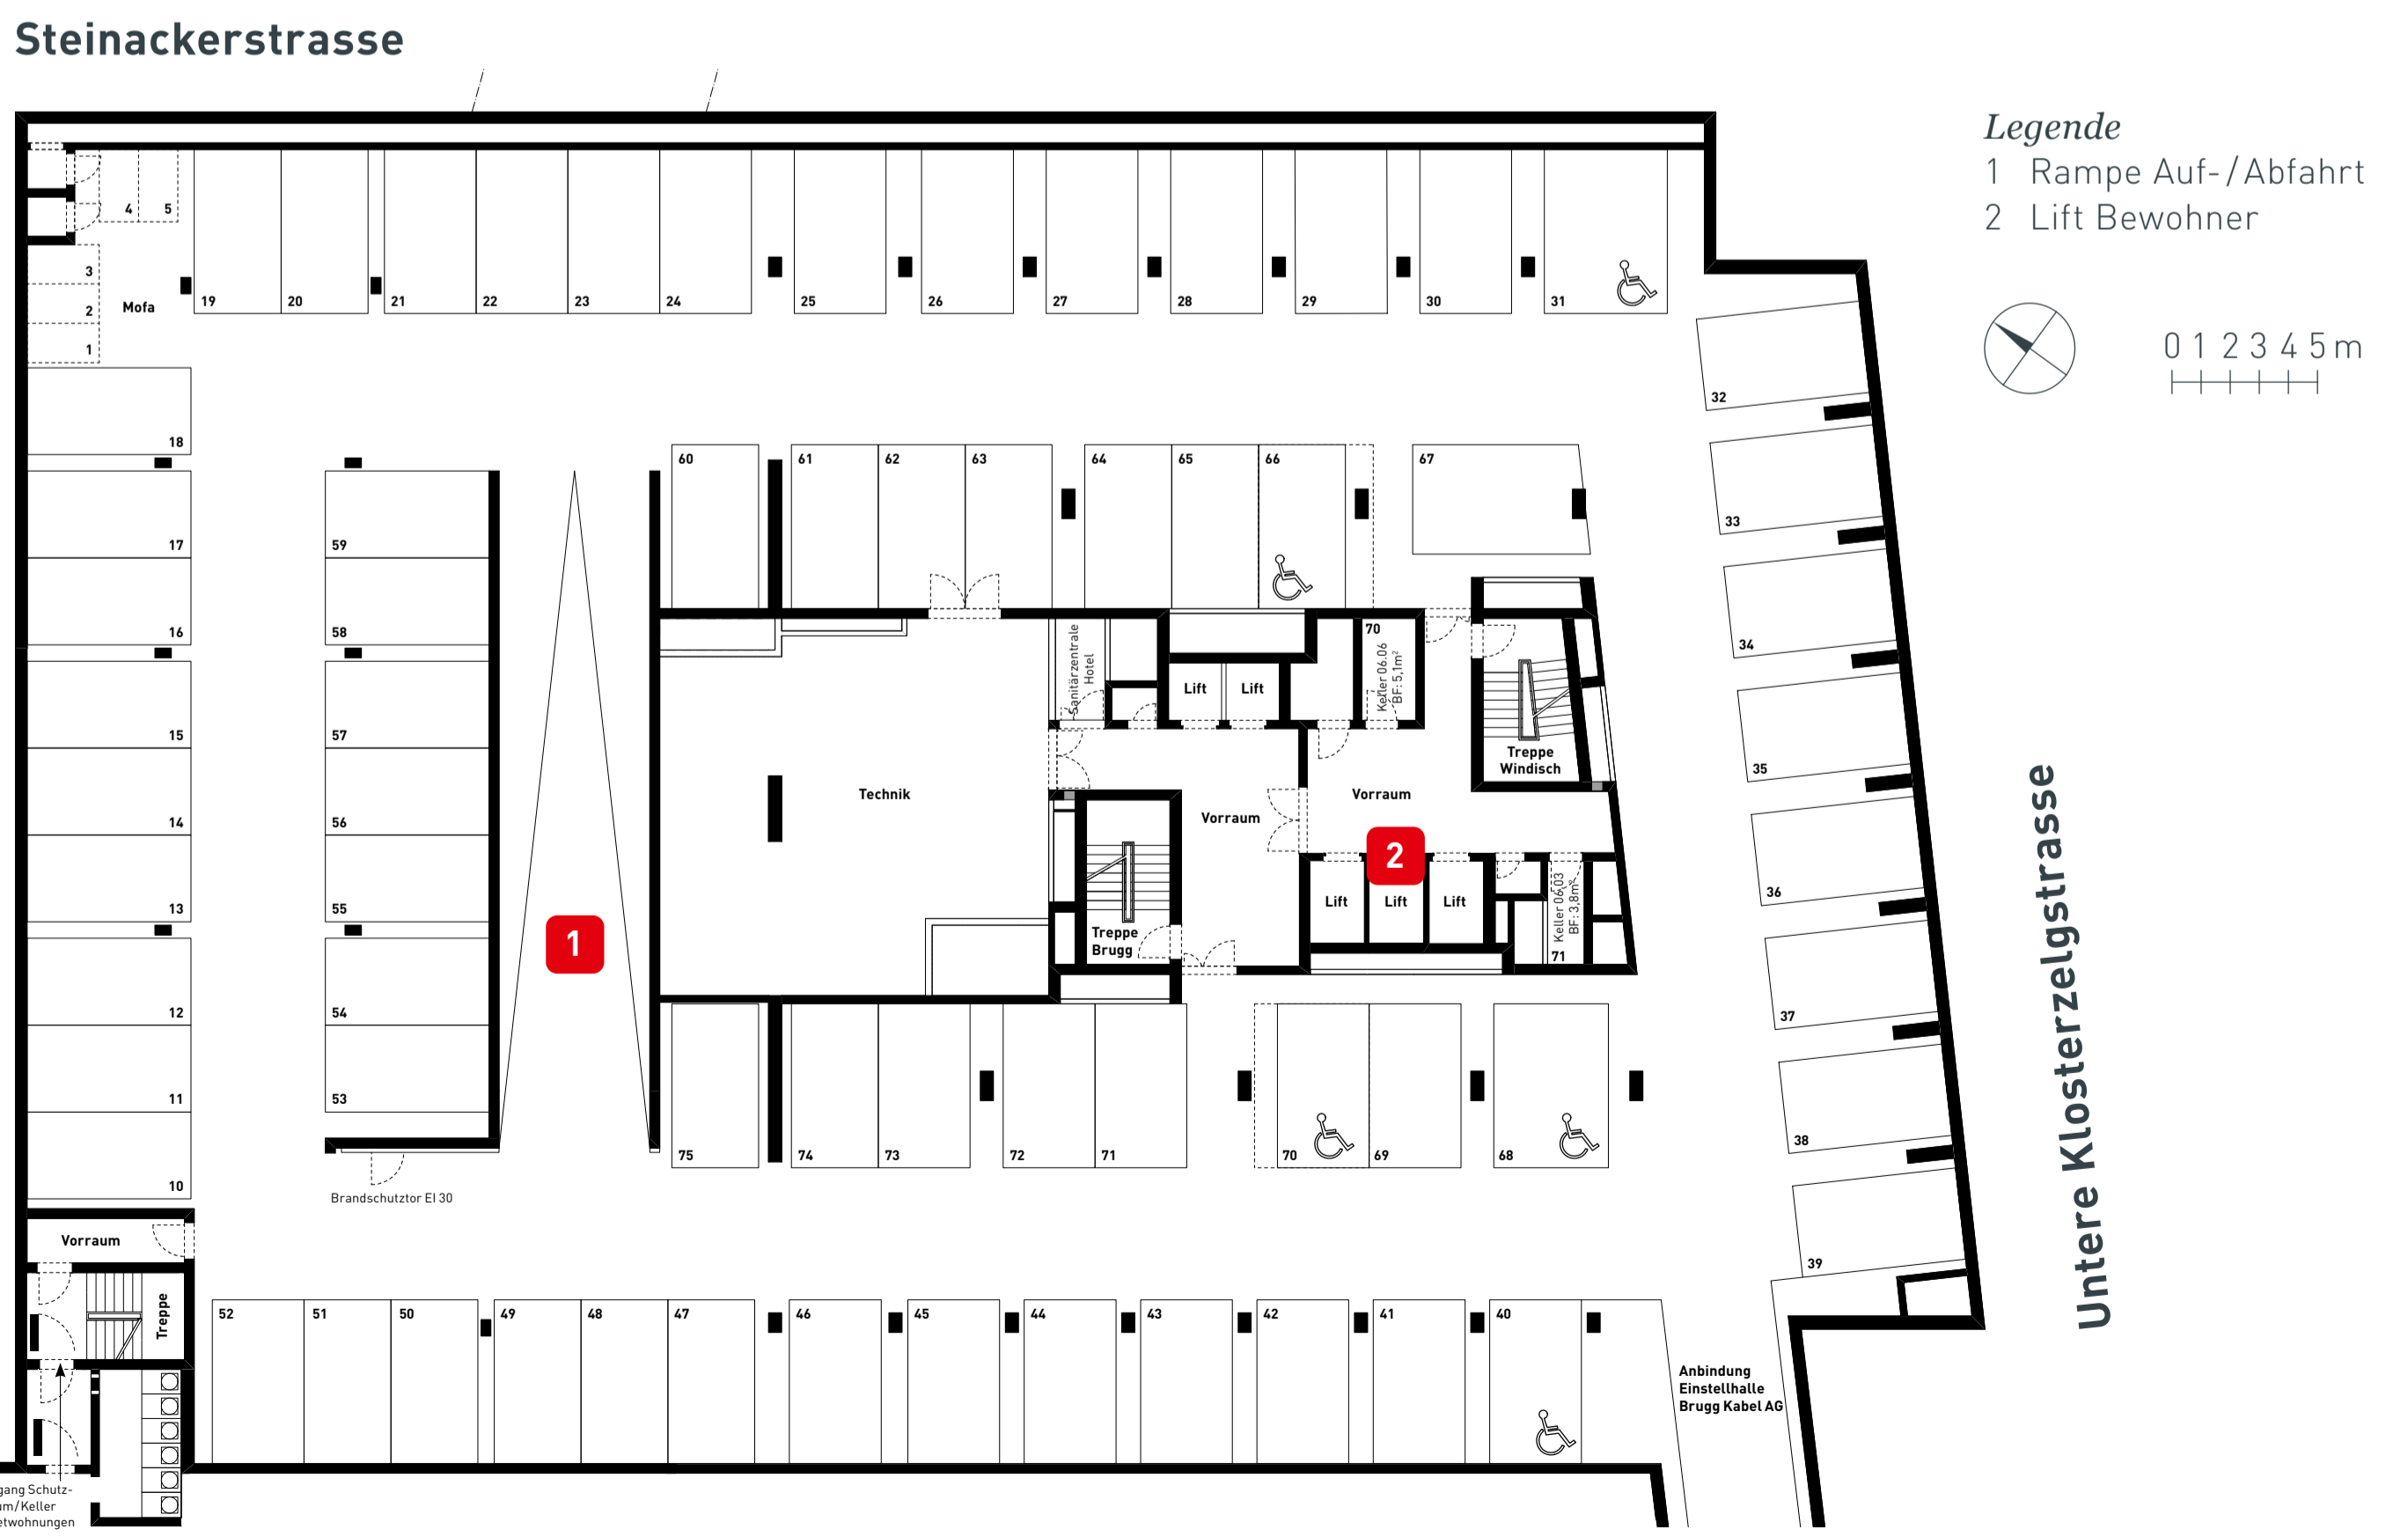 Steinackerstrasse
Legende
1 Rampe Auf-/Abfahrt
2 Lift Bewohner
0 1 2 3 4 5 m
4 5
3
2
1
Mofa
19 20 21 22 23 24 25 26 27 28 29 30 31
18
17
16
15
14
13
12
11
10
59
58
57
56
55
54
53
Brandschutztor EI 30
1
60 61 62 63 64 65 66 67
32
33
34
35
36
37
38
39
Sanitärzentrale
Hotel
Lift Lift
70
Keller 06.06
BF: 5,1m²
Treppe
Windisch
Technik
Vorraum
Vorraum
2
Lift Lift Lift
Keller 06.03
BF: 3,8m²
71
Treppe
Brugg
75 74 73 72 71 70 69 68
Untere Klosterzelgstrasse
Vorraum
Treppe
52 51 50 49 48 47 46 45 44 43 42 41 40
Anbindung
Einstellhalle
Brugg Kabel AG
gang Schutz-
um/Keller
etwohnungen